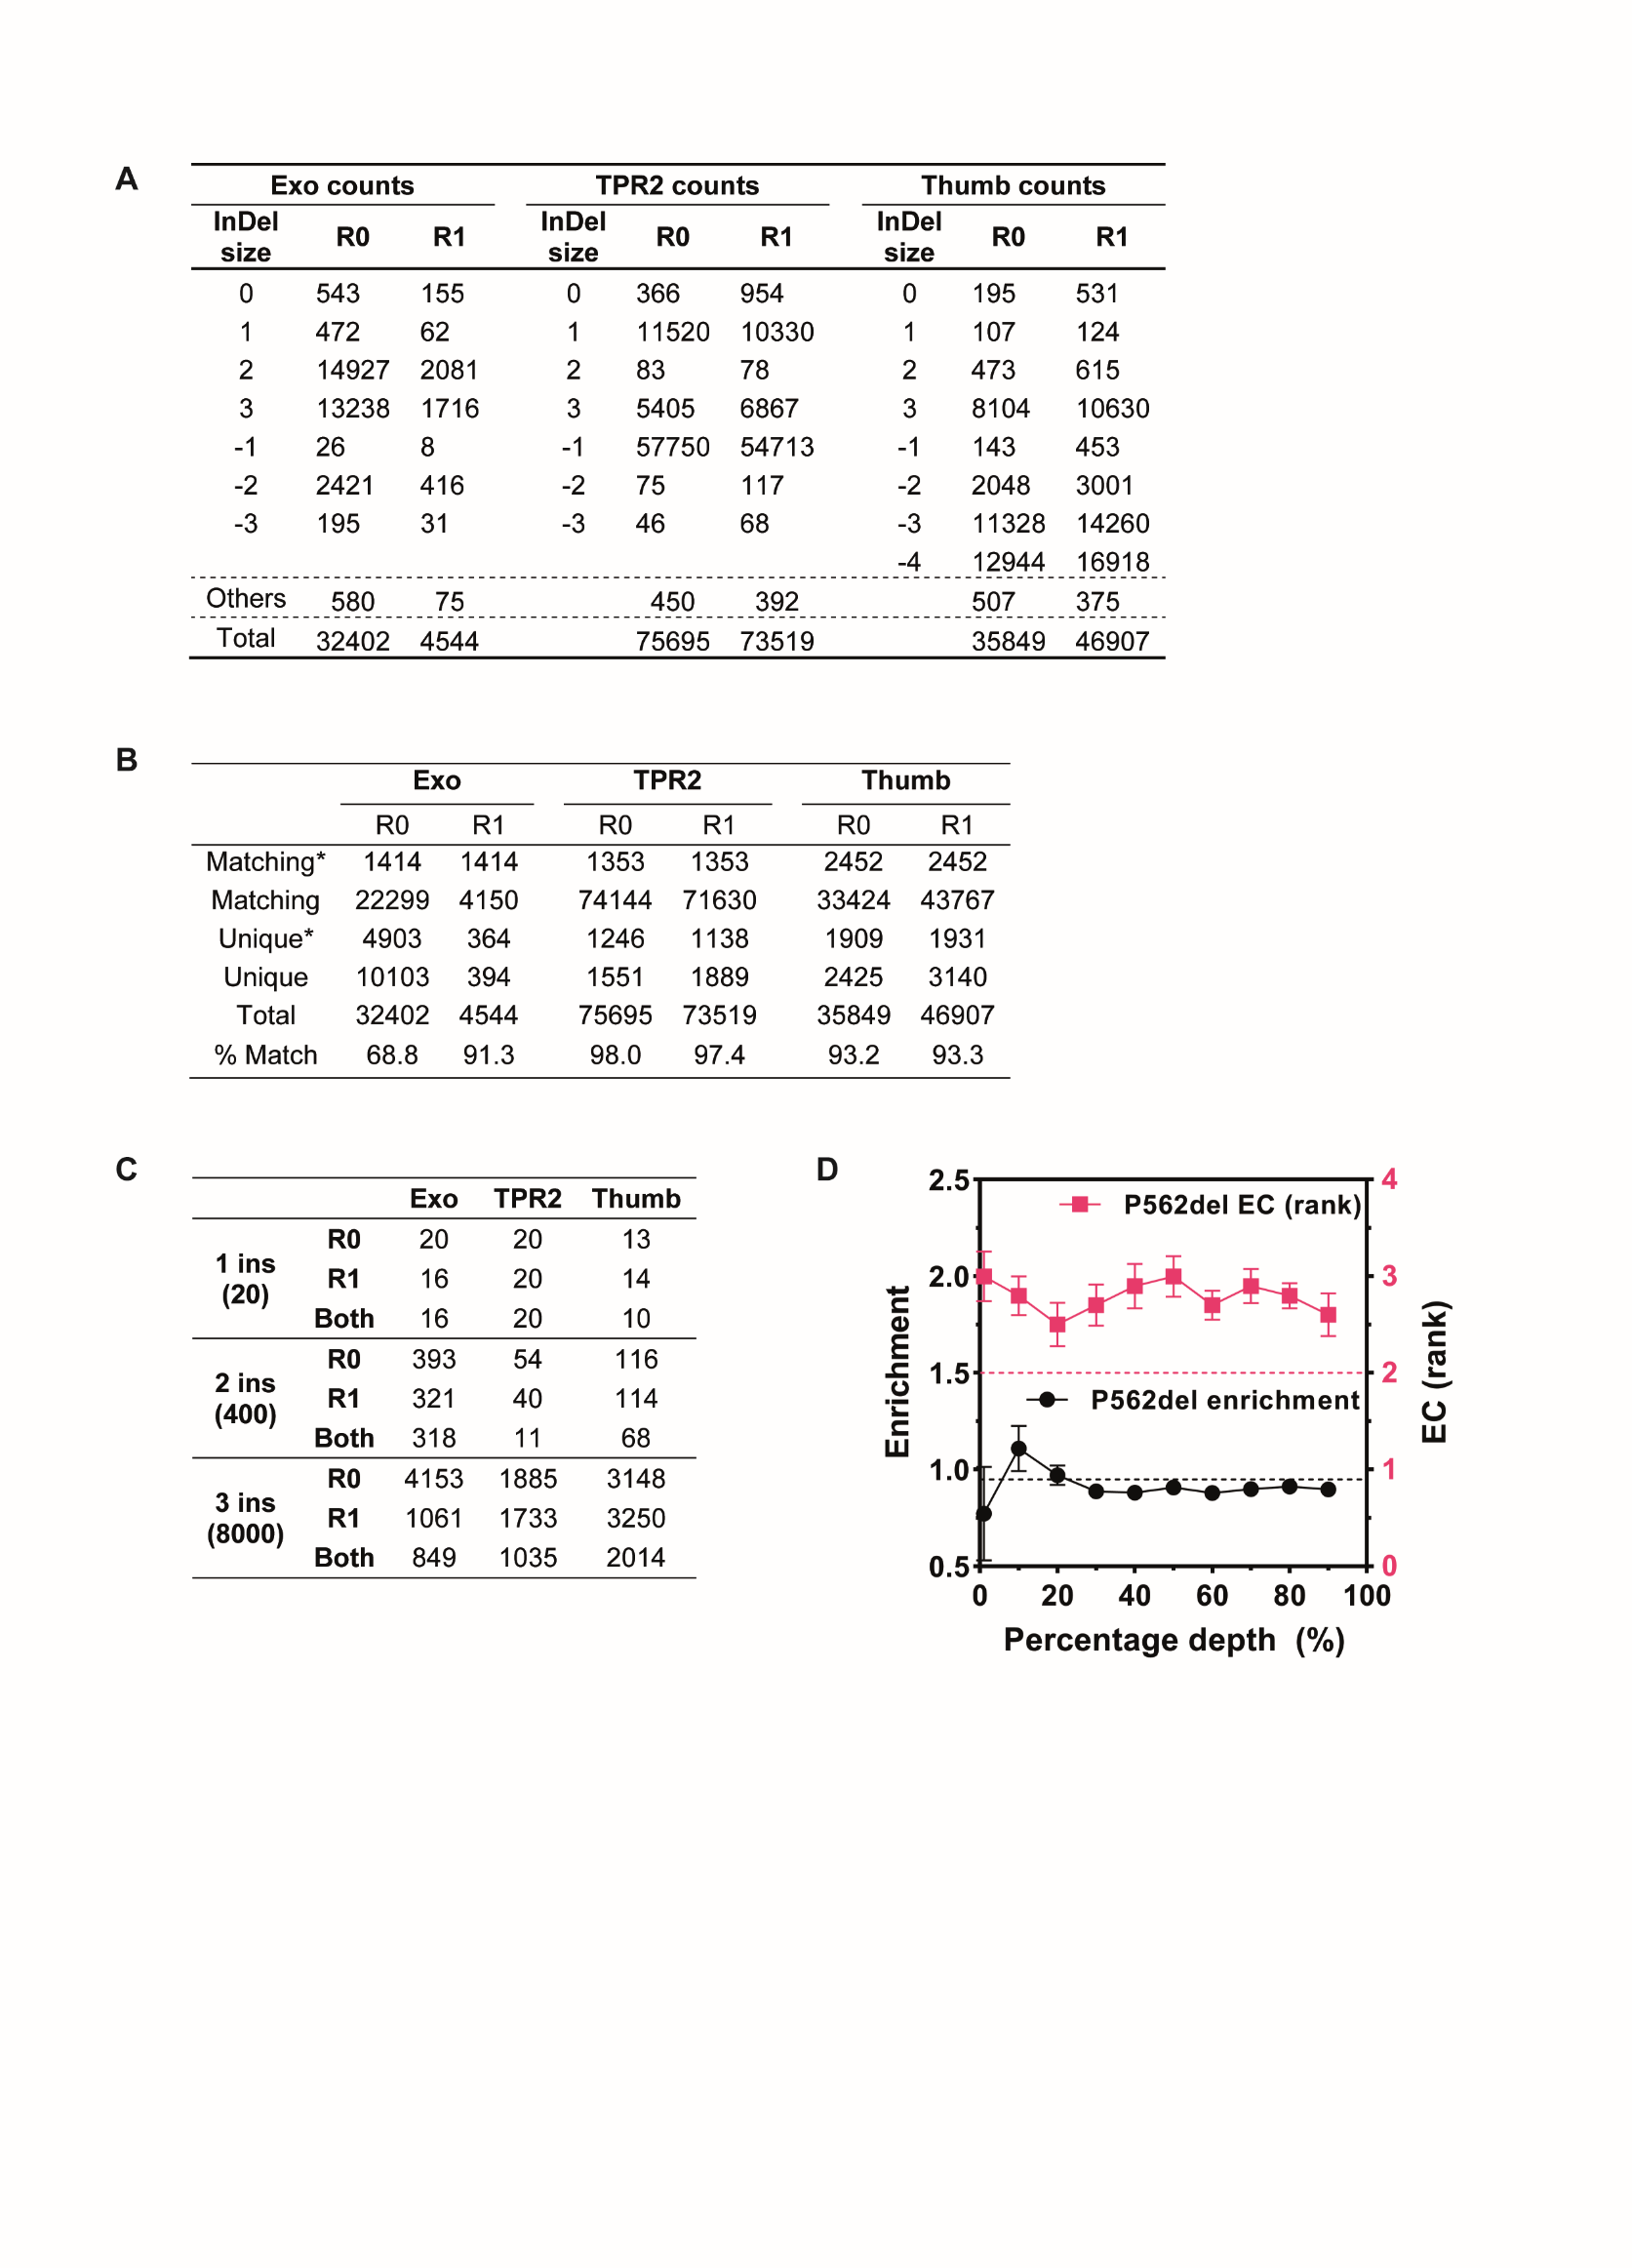 A
Exo counts TPR2 counts Thumb counts
InDel size R0 R1 InDel size R0 R1 InDel size R0 R1
0 543 155 0 366 954 0 195 531
1 472 62 1 11520 10330 1 107 124
2 14927 2081 2 83 78 2 473 615
3 13238 1716 3 5405 6867 3 8104 10630
-1 26 8 -1 57750 54713 -1 143 453
-2 2421 416 -2 75 117 -2 2048 3001
-3 195 31 -3 46 68 -3 11328 14260
-4 12944 16918
Others 580 75 450 392 507 375
Total 32402 4544 75695 73519 35849 46907
B
Exo TPR2 Thumb
R0 R1 R0 R1 R0 R1
Matching* 1414 1414 1353 1353 2452 2452
Matching 22299 4150 74144 71630 33424 43767
Unique* 4903 364 1246 1138 1909 1931
Unique 10103 394 1551 1889 2425 3140
Total 32402 4544 75695 73519 35849 46907
% Match 68.8 91.3 98.0 97.4 93.2 93.3
C
Exo TPR2 Thumb
1 ins (20)
R0 20 20 13
R1 16 20 14
Both 16 20 10
2 ins (400)
R0 393 54 116
R1 321 40 114
Both 318 11 68
3 ins (8000)
R0 4153 1885 3148
R1 1061 1733 3250
Both 849 1035 2014
D
Enrichment
2.5
2.0
1.5
1.0
0.5
P562del EC (rank)
P562del enrichment
4
3
2
1
0
EC (rank)
0 20 40 60 80 100
Percentage depth (%)